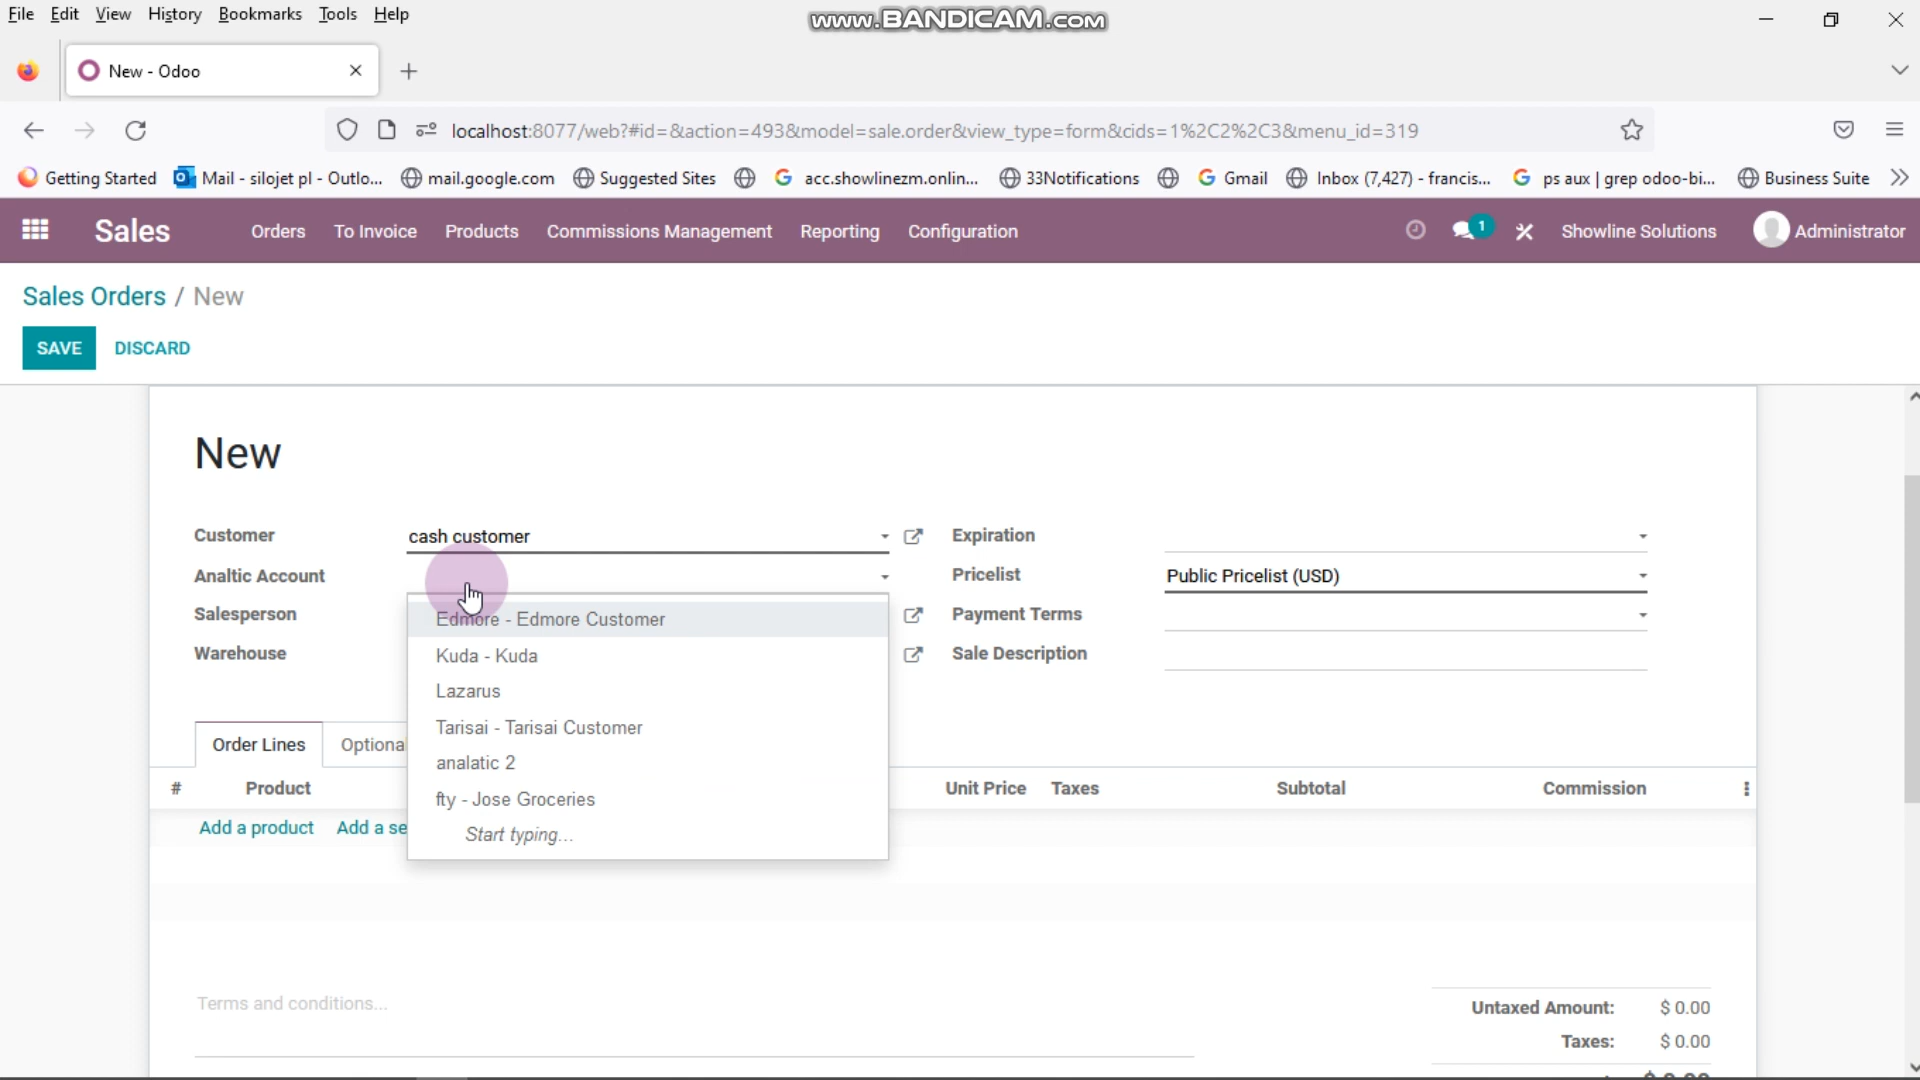 File Edit View History Bookmarks Tools Help
www.BANDICAM.com
New - Odoo
localhost:8077/web?#id=&action=493&model=sale.order&view_type=form&cids=1%2C2%2C3&menu_id=319
Getting Started Mail - silojet pl - Outlo... mail.google.com Suggested Sites acc.showlinezm.onlin... 33Notifications Gmail Inbox (7,427) - francis... ps aux | grep odoo-bi... Business Suite
Sales Orders To Invoice Products Commissions Management Reporting Configuration 1 Showline Solutions Administrator
Sales Orders / New
SAVE DISCARD
New
Customer cash customer Expiration
Analtic Account Pricelist Public Pricelist (USD)
Salesperson Edmore - Edmore Customer Payment Terms
Warehouse Kuda - Kuda Sale Description
Lazarus
Tarisai - Tarisai Customer
Order Lines Optional
analatic 2
# Product Unit Price Taxes Subtotal Commission
fty - Jose Groceries
Add a product Add a se
Start typing...
Terms and conditions...
Untaxed Amount: $ 0.00
Taxes: $ 0.00